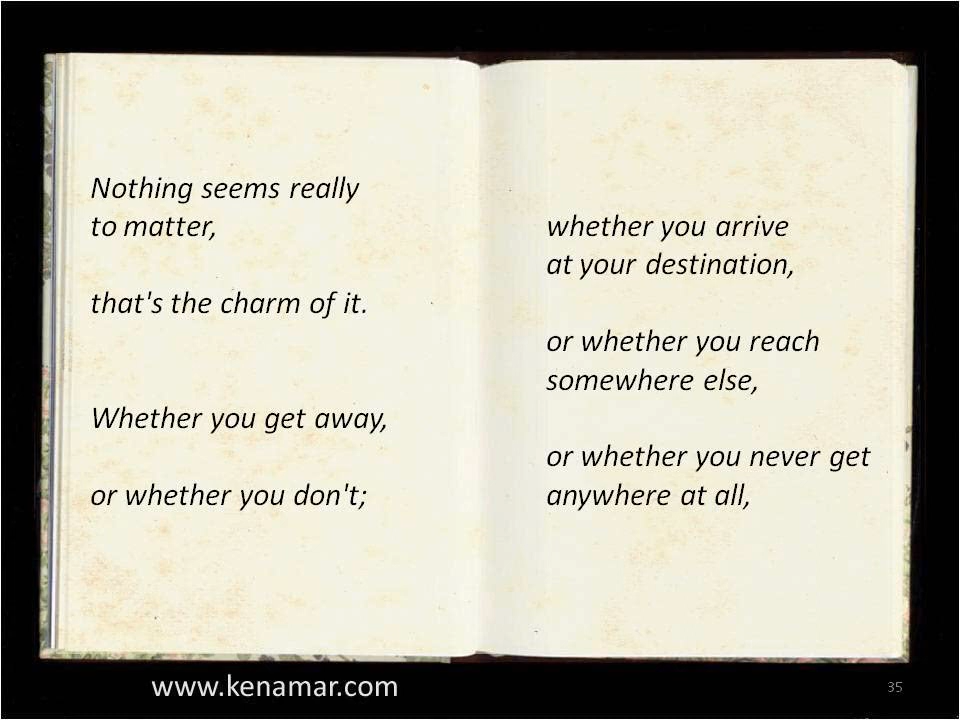 Nothing seems really
to matter,
that's the charm of it.
Whether you get away,
or whether you don't;
whether you arrive
at your destination,
or whether you reach
somewhere else,
or whether you never get
anywhere at all,
www.kenamar.com
35